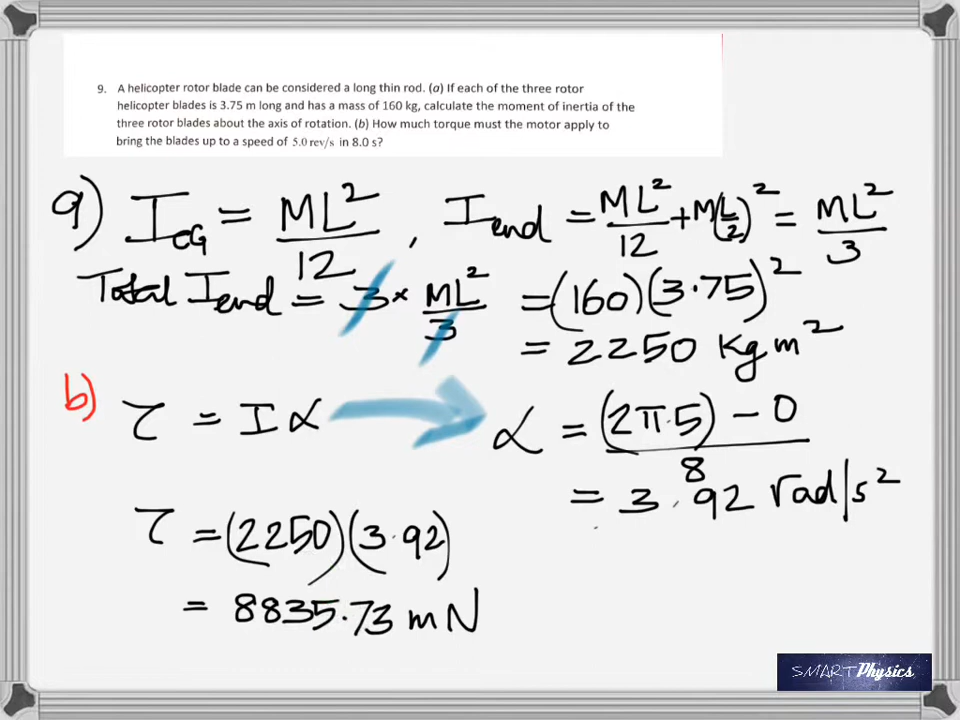 9. A helicopter rotor blade can be considered a long thin rod. (a) If each of the three rotor
helicopter blades is 3.75 m long and has a mass of 160 kg, calculate the moment of inertia of the
three rotor blades about the axis of rotation. (b) How much torque must the motor apply to
bring the blades up to a speed of 5.0 rev/s in 8.0 s?
a) I_CG = ML²/12 , I_end = ML²/12 + M(L/2)² = ML²/3
Total I_end = 3 × ML²/3 = (160)(3.75)²
= 2250 Kg m²
b) τ = Iα α = (2π·5) − 0 / 8
= 3.92 rad/s²
τ = (2250)(3.92)
= 8835.73 mN
SMART Physics